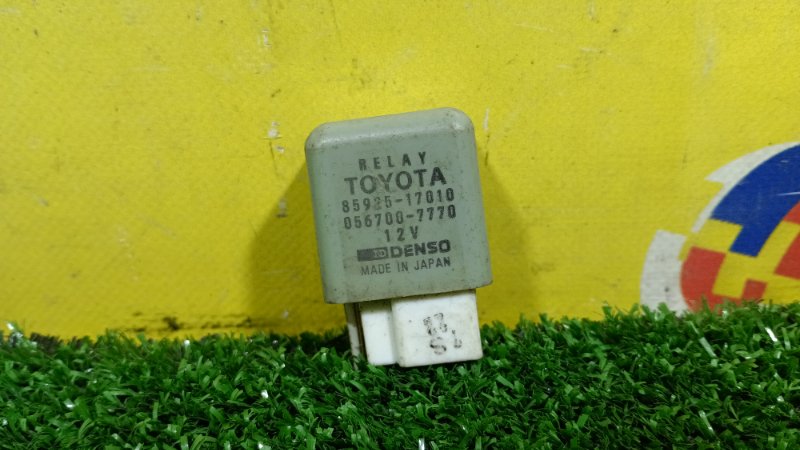 RELAY
TOYOTA
85925-17010
056700-7770
12V
DENSO
MADE IN JAPAN